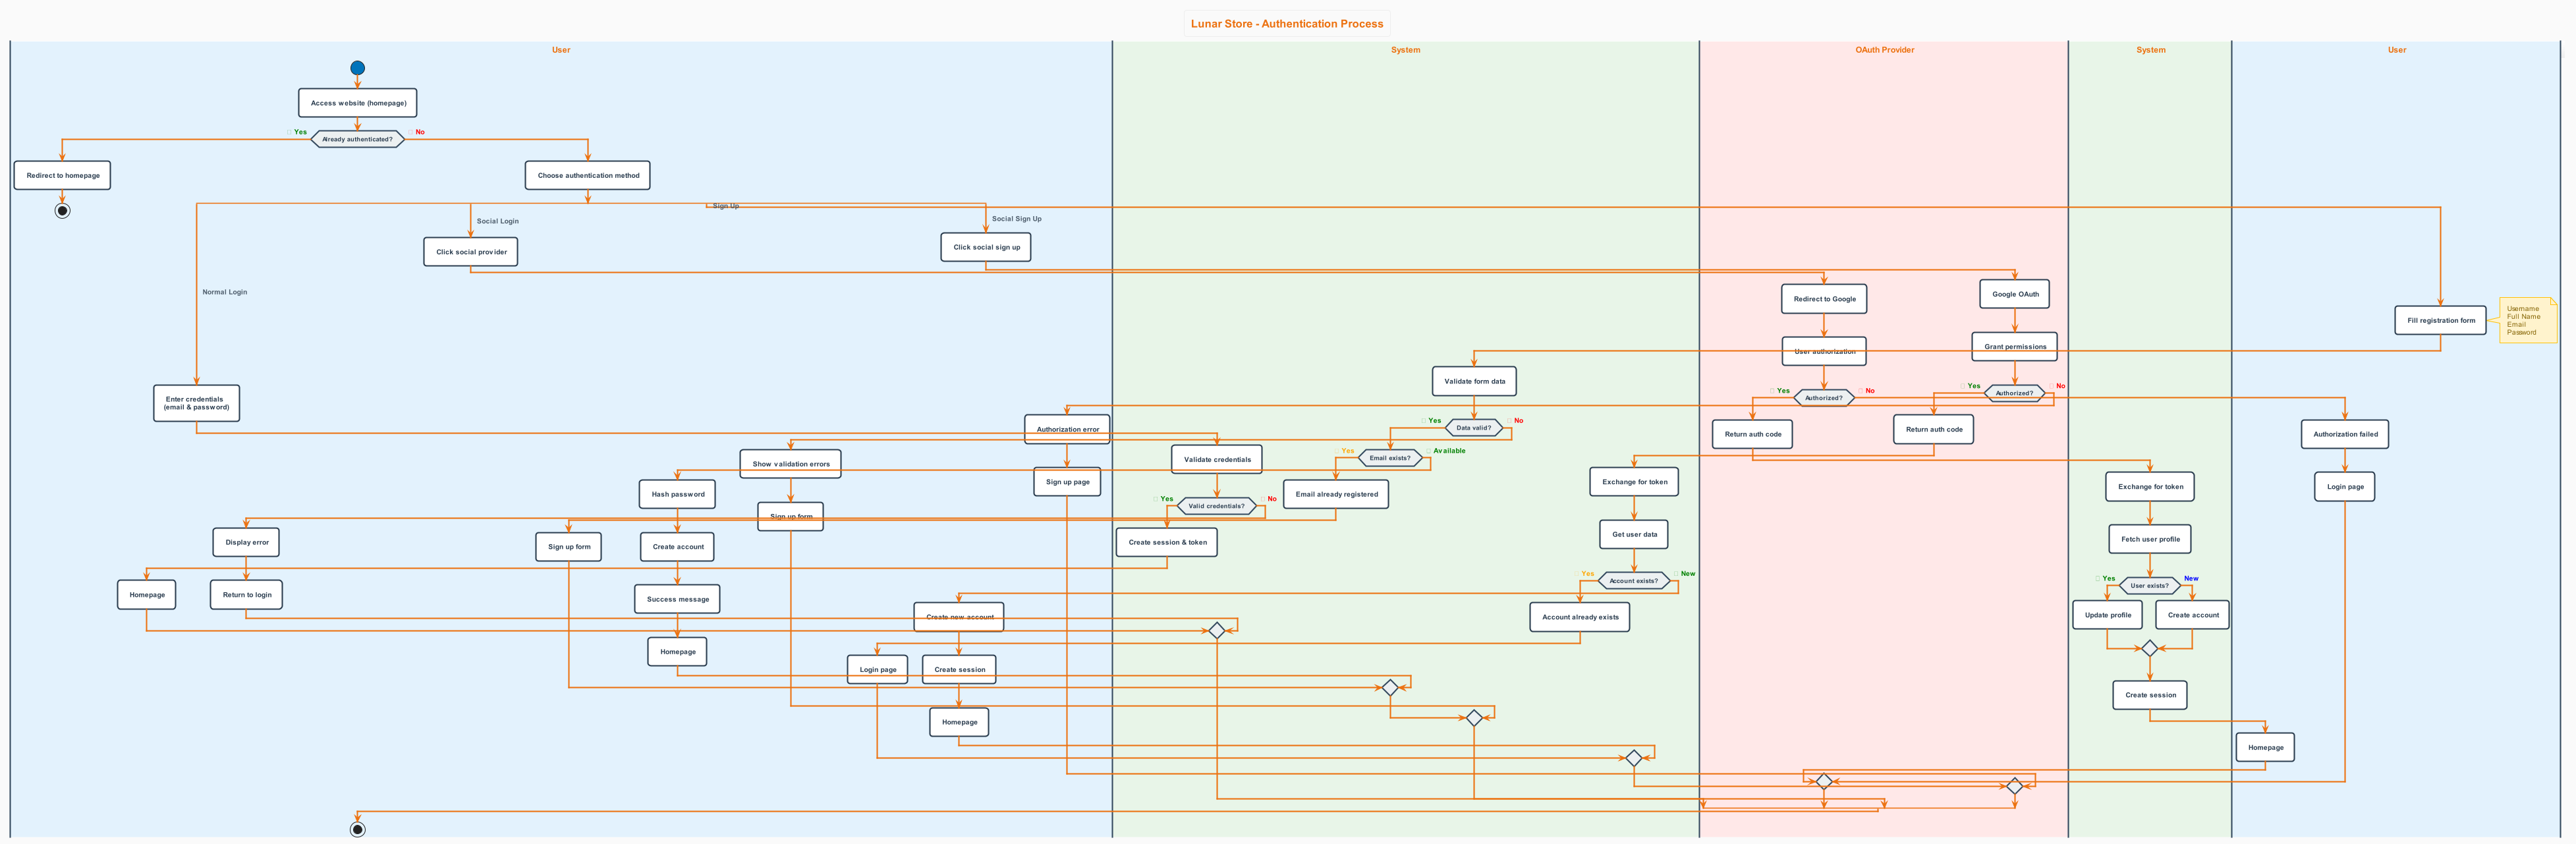 Lunar Store - Authentication Process
User
System
OAuth Provider
System
User
Access website (homepage)
Yes
Already authenticated?
No
Redirect to homepage
Choose authentication method
Sign Up
Social Login
Social Sign Up
Click social provider
Click social sign up
Normal Login
Redirect to Google
Google OAuth
Fill registration form
Username
Full Name
Email
Password
User authorization
Grant permissions
Validate form data
Enter credentials
(email & password)
Yes
Authorized?
No
Yes
Authorized?
No
Authorization error
Yes
Data valid?
No
Return auth code
Return auth code
Authorization failed
Show validation errors
Validate credentials
Yes
Email exists?
Available
Hash password
Sign up page
Email already registered
Exchange for token
Exchange for token
Login page
Sign up form
Yes
Valid credentials?
No
Display error
Sign up form
Create account
Create session & token
Get user data
Fetch user profile
Homepage
Return to login
Success message
Yes
Account exists?
New
Yes
User exists?
New
Create new account
Account already exists
Update profile
Create account
Homepage
Login page
Create session
Create session
Homepage
Homepage